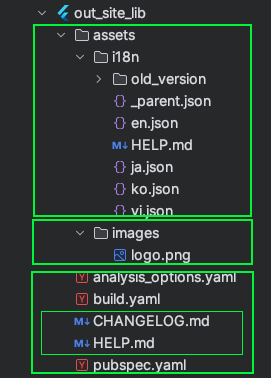 out_site_lib
assets
i18n
old_version
_parent.json
en.json
HELP.md
ja.json
ko.json
vi.json
images
logo.png
analysis_options.yaml
build.yaml
CHANGELOG.md
HELP.md
pubspec.yaml